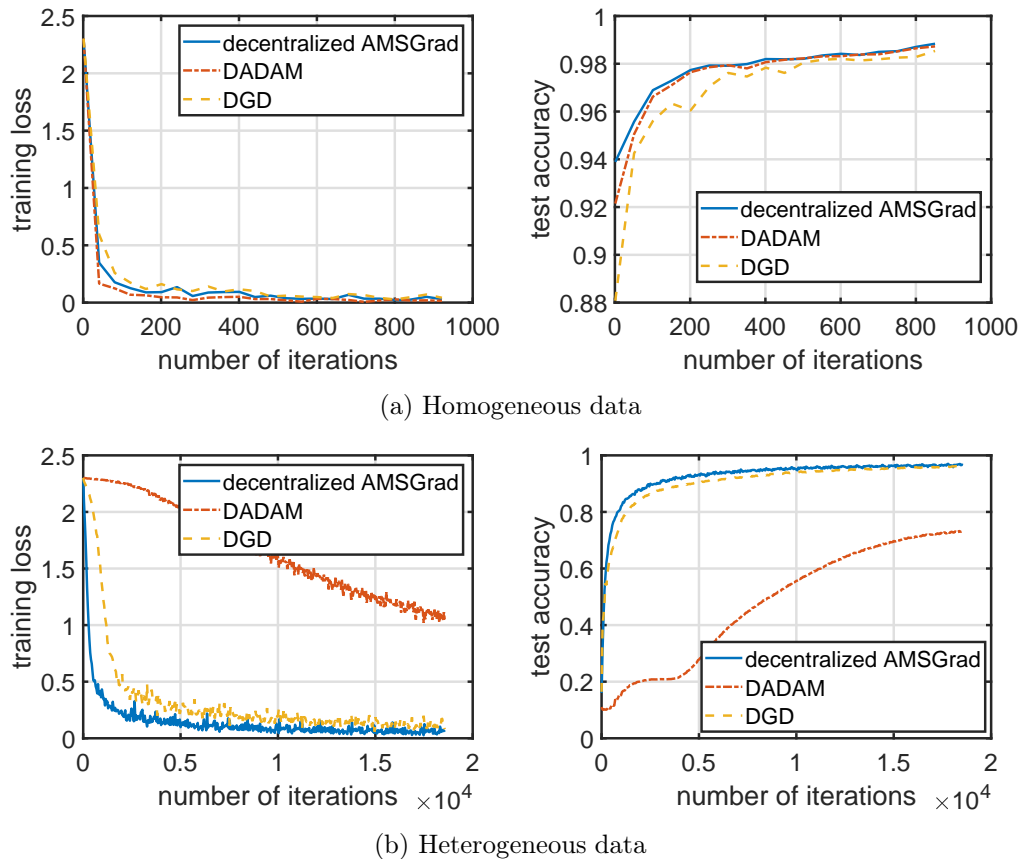 2.5
2
1.5
1
0.5
0
training loss
decentralized AMSGrad
DADAM
DGD
0 200 400 600 800 1000
number of iterations
1
0.98
0.96
0.94
0.92
0.9
0.88
test accuracy
decentralized AMSGrad
DADAM
DGD
0 200 400 600 800 1000
number of iterations
(a) Homogeneous data
2.5
2
1.5
1
0.5
0
training loss
decentralized AMSGrad
DADAM
DGD
0 0.5 1 1.5 2
number of iterations ×10⁴
1
0.8
0.6
0.4
0.2
0
test accuracy
decentralized AMSGrad
DADAM
DGD
0 0.5 1 1.5 2
number of iterations ×10⁴
(b) Heterogeneous data